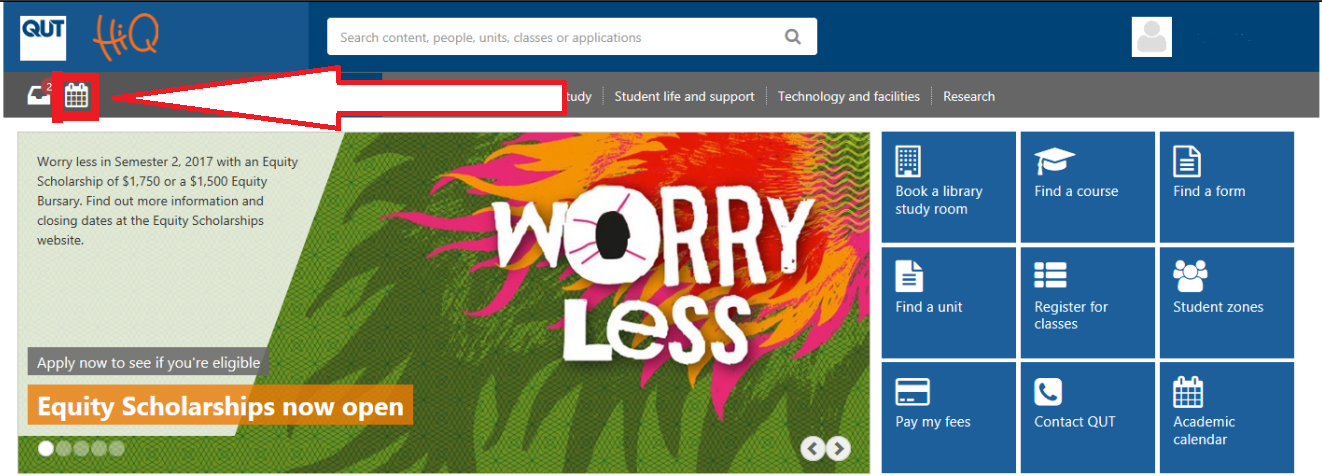 QUT HiQ
Search content, people, units, classes or applications
2
tudy
Student life and support
Technology and facilities
Research
Worry less in Semester 2, 2017 with an Equity
Scholarship of $1,750 or a $1,500 Equity
Bursary. Find out more information and
closing dates at the Equity Scholarships
website.
WORRY
LESS
Apply now to see if you're eligible
Equity Scholarships now open
Book a library
study room
Find a course
Find a form
Find a unit
Register for
classes
Student zones
Pay my fees
Contact QUT
Academic
calendar